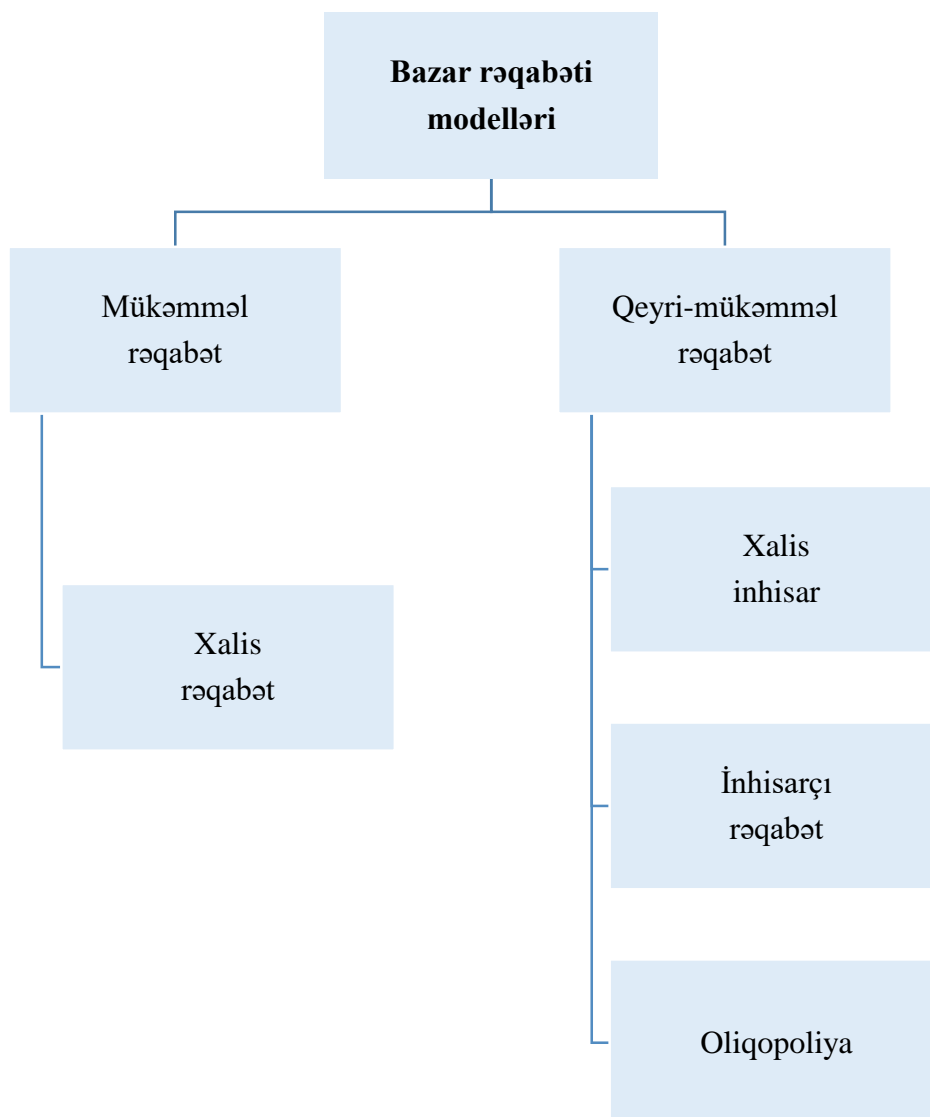 Bazar rəqabəti
modelləri
Mükəmməl
rəqabət
Qeyri-mükəmməl
rəqabət
Xalis
rəqabət
Xalis
inhisar
İnhisarçı
rəqabət
Oliqopoliya